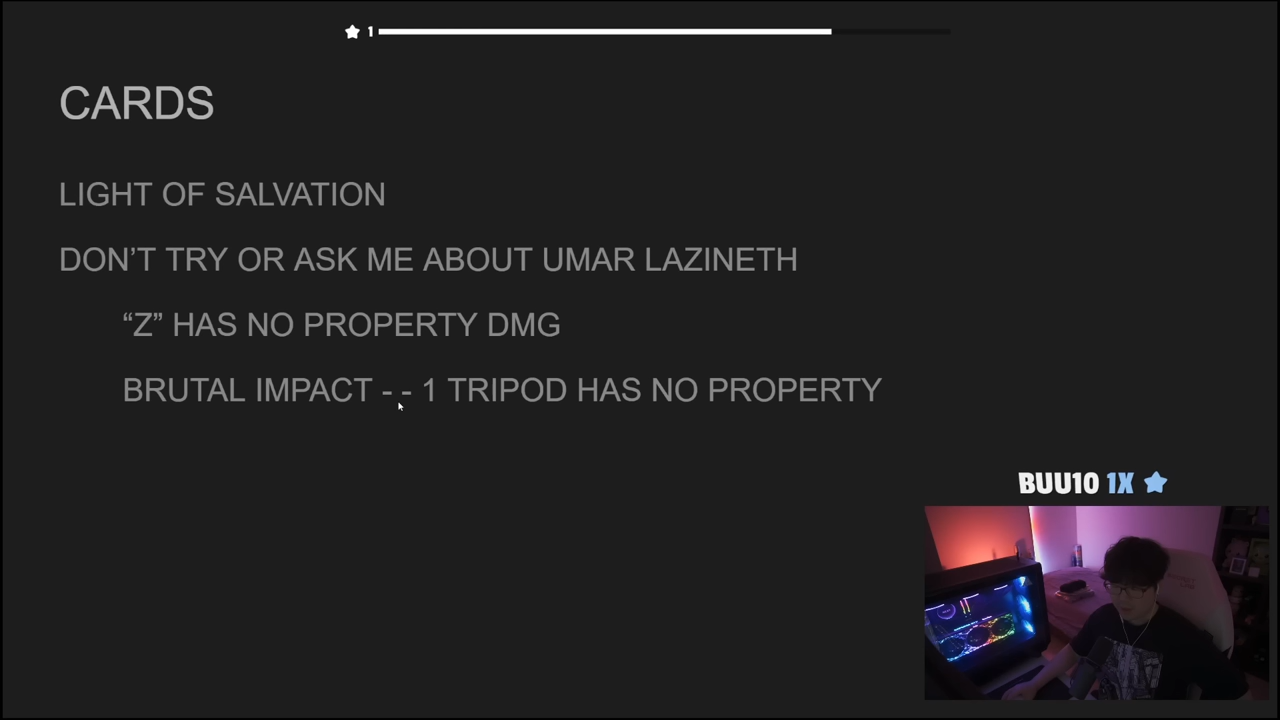 ★ 1
CARDS
LIGHT OF SALVATION
DON’T TRY OR ASK ME ABOUT UMAR LAZINETH
“Z” HAS NO PROPERTY DMG
BRUTAL IMPACT - - 1 TRIPOD HAS NO PROPERTY
BUU10 1X ★